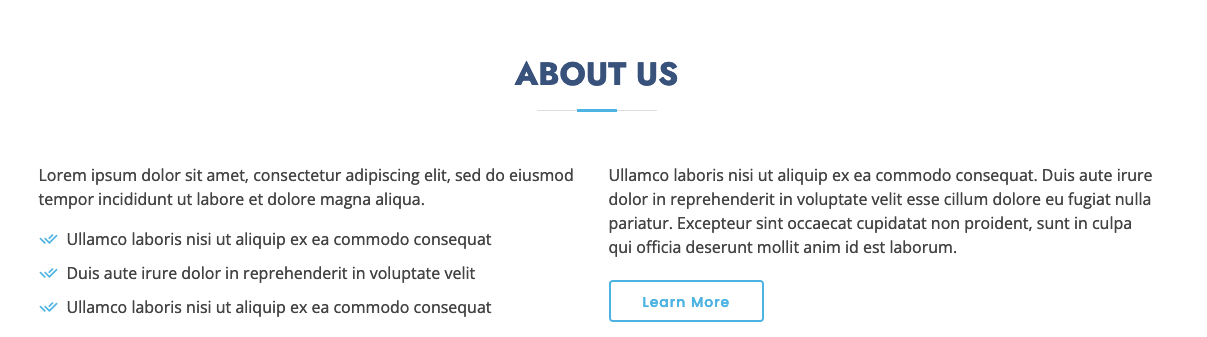 ABOUT US
Lorem ipsum dolor sit amet, consectetur adipiscing elit, sed do eiusmod
tempor incididunt ut labore et dolore magna aliqua.
Ullamco laboris nisi ut aliquip ex ea commodo consequat
Duis aute irure dolor in reprehenderit in voluptate velit
Ullamco laboris nisi ut aliquip ex ea commodo consequat
Ullamco laboris nisi ut aliquip ex ea commodo consequat. Duis aute irure
dolor in reprehenderit in voluptate velit esse cillum dolore eu fugiat nulla
pariatur. Excepteur sint occaecat cupidatat non proident, sunt in culpa
qui officia deserunt mollit anim id est laborum.
Learn More